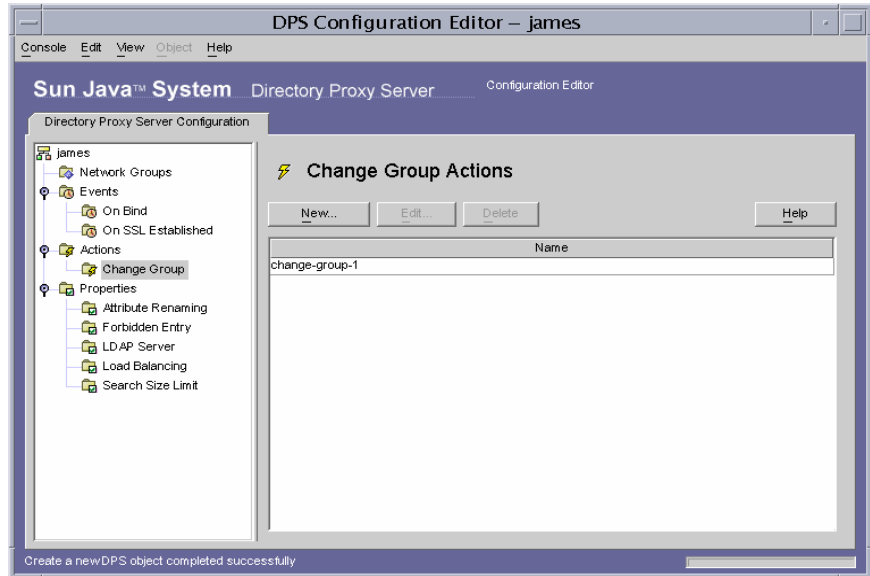 DPS Configuration Editor – james
Console Edit View Object Help
Sun Java™ System Directory Proxy Server Configuration Editor
Directory Proxy Server Configuration
james
Network Groups
Events
On Bind
On SSL Established
Actions
Change Group
Properties
Attribute Renaming
Forbidden Entry
LDAP Server
Load Balancing
Search Size Limit
Change Group Actions
New... Edit... Delete Help
Name
change-group-1
Create a new DPS object completed successfully